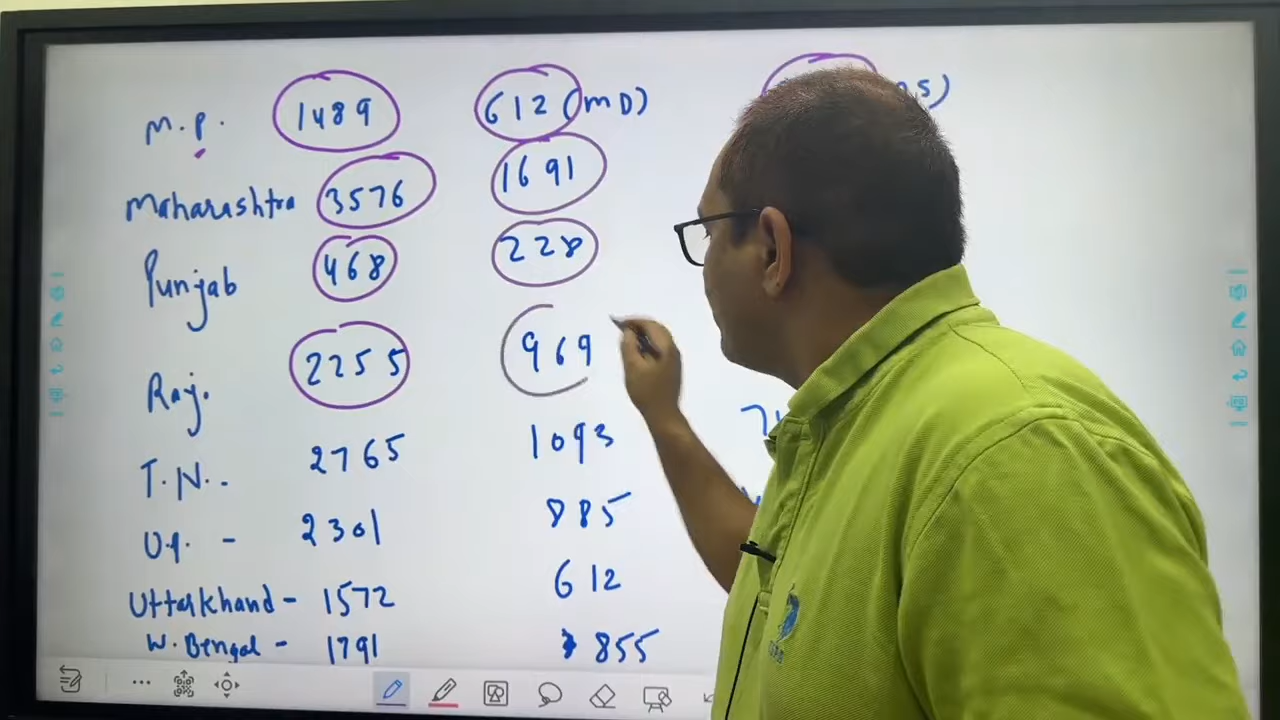 M.P. 1489 612 (MD)
Maharashtra 3576 1691
Punjab 468 228
Raj. 2255 969
T.N. - 2765 1093
U.P. - 2301 885
Uttarkhand - 1572 612
W. Bengal - 1791 855